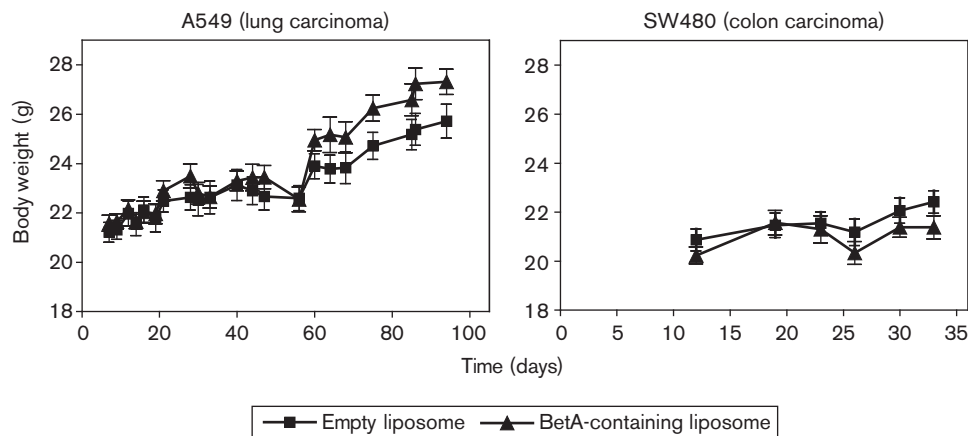 A549 (lung carcinoma)
SW480 (colon carcinoma)
Body weight (g)
28
26
24
22
20
18
0 20 40 60 80 100
28
26
24
22
20
18
0 5 10 15 20 25 30 35
Time (days)
Empty liposome BetA-containing liposome